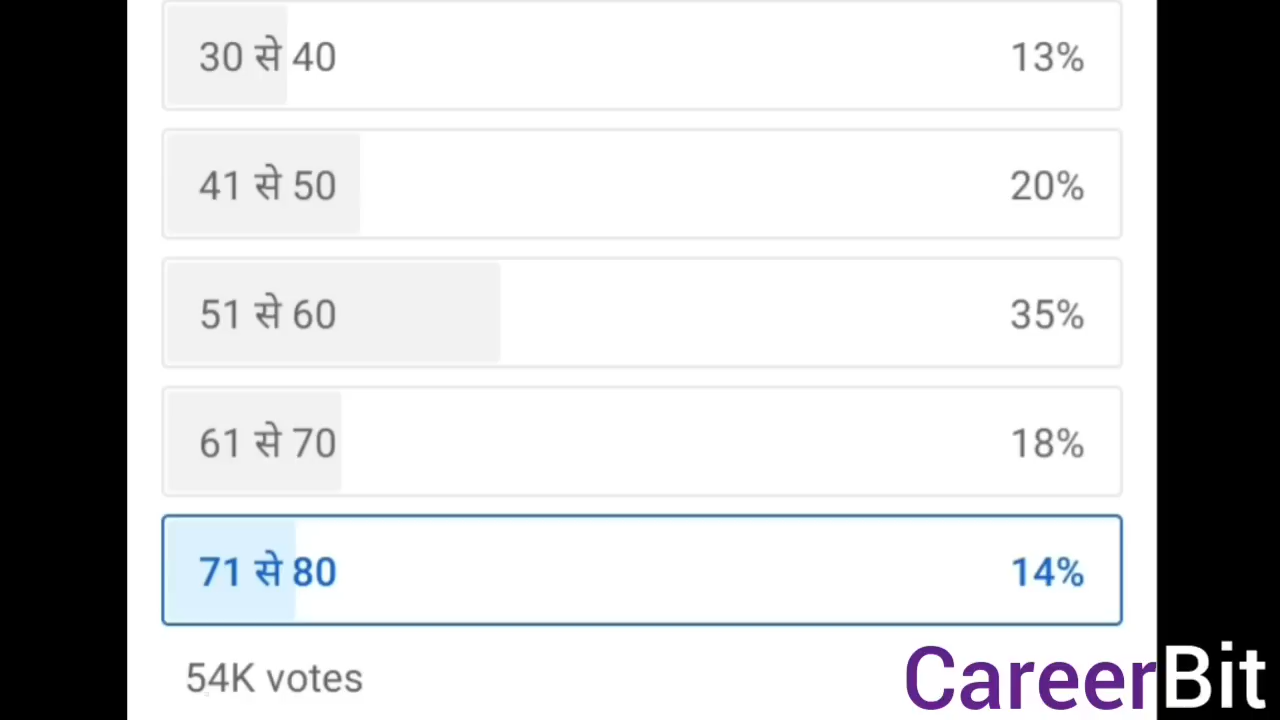 30 से 40 13%
41 से 50 20%
51 से 60 35%
61 से 70 18%
71 से 80 14%
54K votes
CareerBit